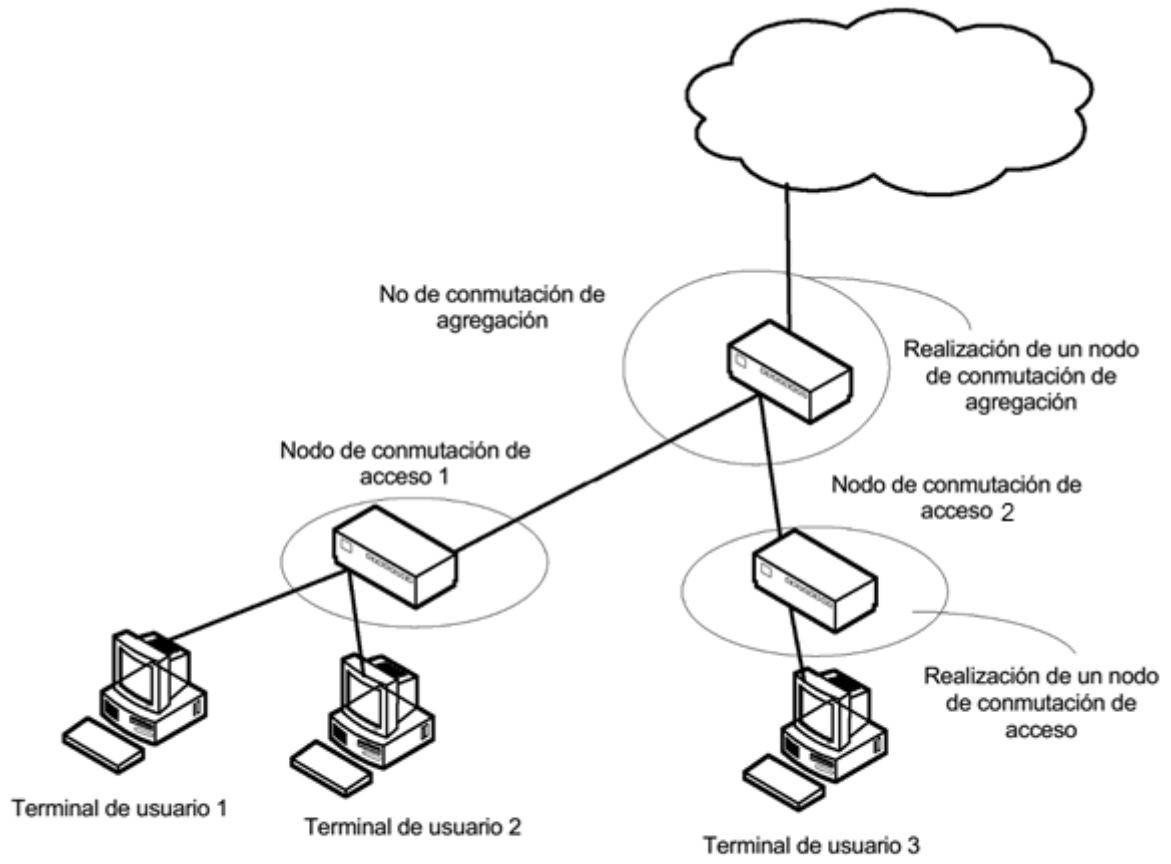 No de conmutación de
agregación
Realización de un nodo
de conmutación de
agregación
Nodo de conmutación de
acceso 1
Nodo de conmutación de
acceso 2
Realización de un nodo
de conmutación de
acceso
Terminal de usuario 1
Terminal de usuario 2
Terminal de usuario 3